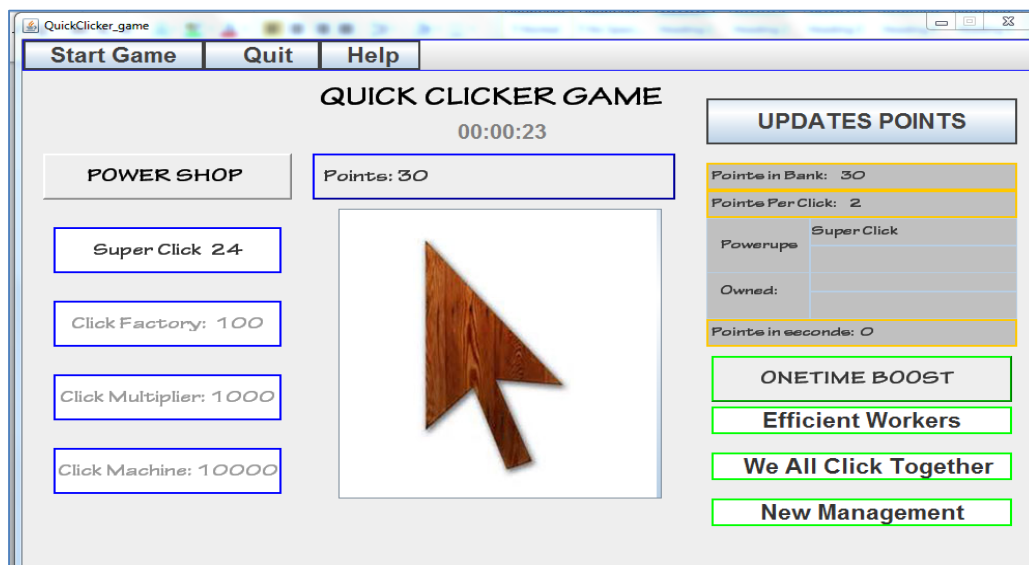 QuickClicker_game
Start Game Quit Help
QUICK CLICKER GAME
00:00:23
UPDATES POINTS
POWER SHOP
Points: 30
Points in Bank: 30
Points Per Click: 2
Super Click 24
Powerups
Super Click
Owned:
Click Factory: 100
Points in seconds: 0
ONETIME BOOST
Click Multiplier: 1000
Efficient Workers
Click Machine: 10000
We All Click Together
New Management